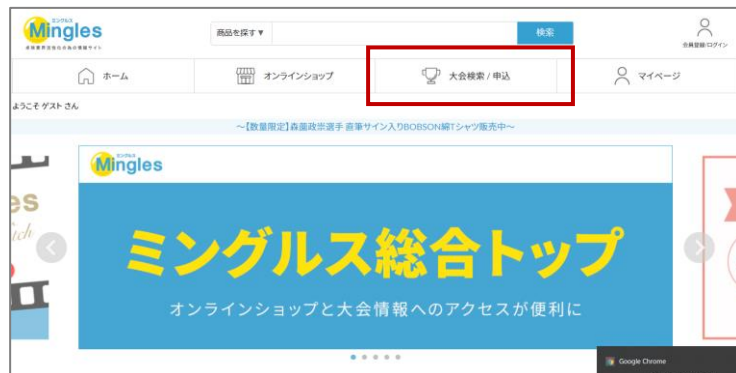 ミングルス
Mingles
商品を探す▼
検索
会員登録/ログイン
ホーム
オンラインショップ
大会検索 / 申込
マイページ
ようこそ ゲスト さん
～【数量限定】森薗政崇選手 直筆サイン入りBOBSON綿Tシャツ販売中～
es
tch
ミングルス
Mingles
ミングルス総合トップ
オンラインショップと大会情報へのアクセスが便利に
Google Chrome